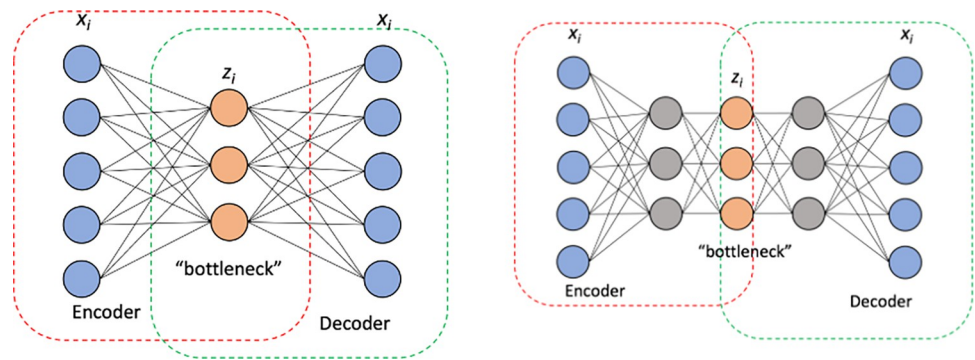 x_i
x_i
z_i
"bottleneck"
Encoder
Decoder
x_i
x_i
z_i
"bottleneck"
Encoder
Decoder